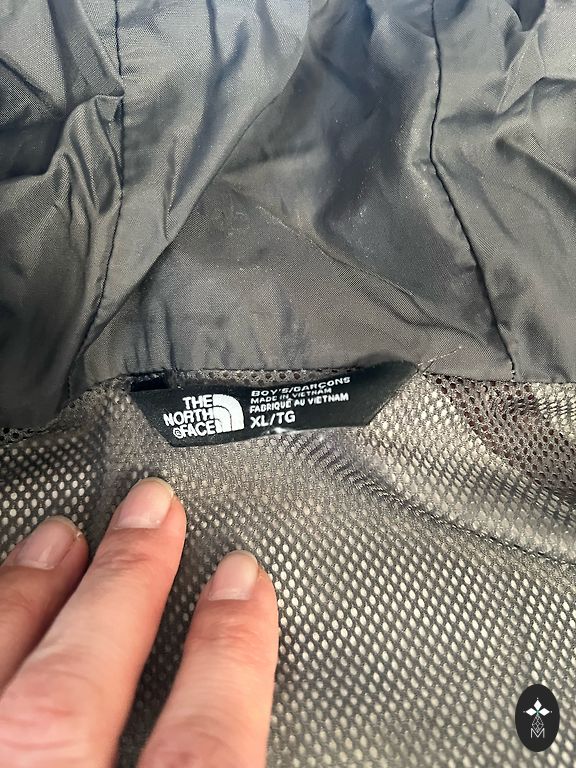 THE
NORTH
FACE
BOY'S/GARÇONS
MADE IN VIETNAM
FABRIQUÉ AU VIETNAM
XL/TG
M